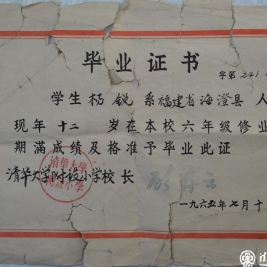 毕业证书
字第241
学生杨锐系福建省海澄县人
现年十二岁在本校六年级修业
期满成绩及格准予毕业此证
清华大学附设小学校长
一九六五年七月十